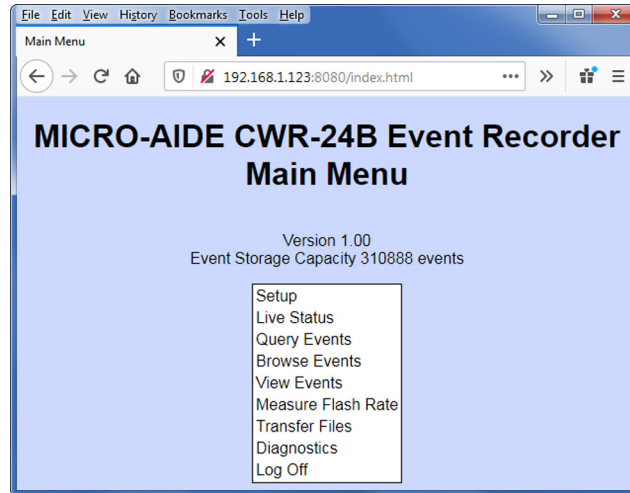 File Edit View History Bookmarks Tools Help
Main Menu
192.168.1.123:8080/index.html
MICRO-AIDE CWR-24B Event Recorder
Main Menu
Version 1.00
Event Storage Capacity 310888 events
Setup
Live Status
Query Events
Browse Events
View Events
Measure Flash Rate
Transfer Files
Diagnostics
Log Off